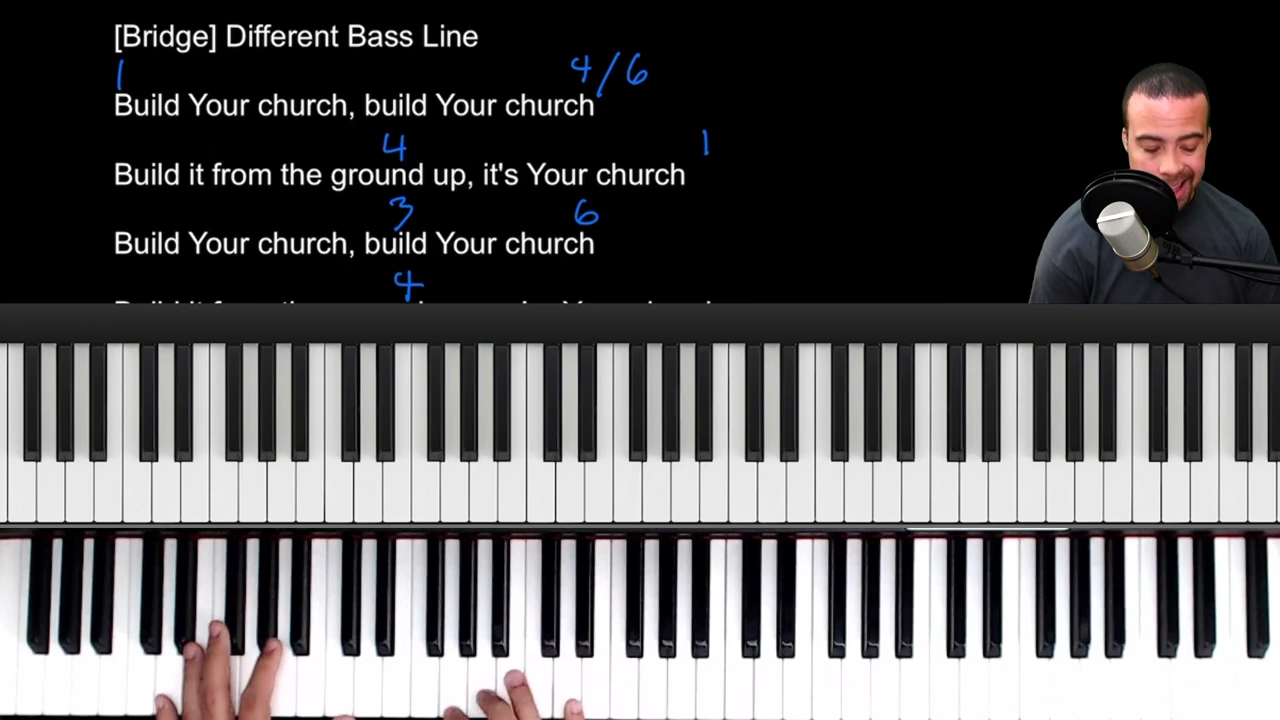 [Bridge] Different Bass Line
1 4/6
Build Your church, build Your church
4 1
Build it from the ground up, it's Your church
3 6
Build Your church, build Your church
4